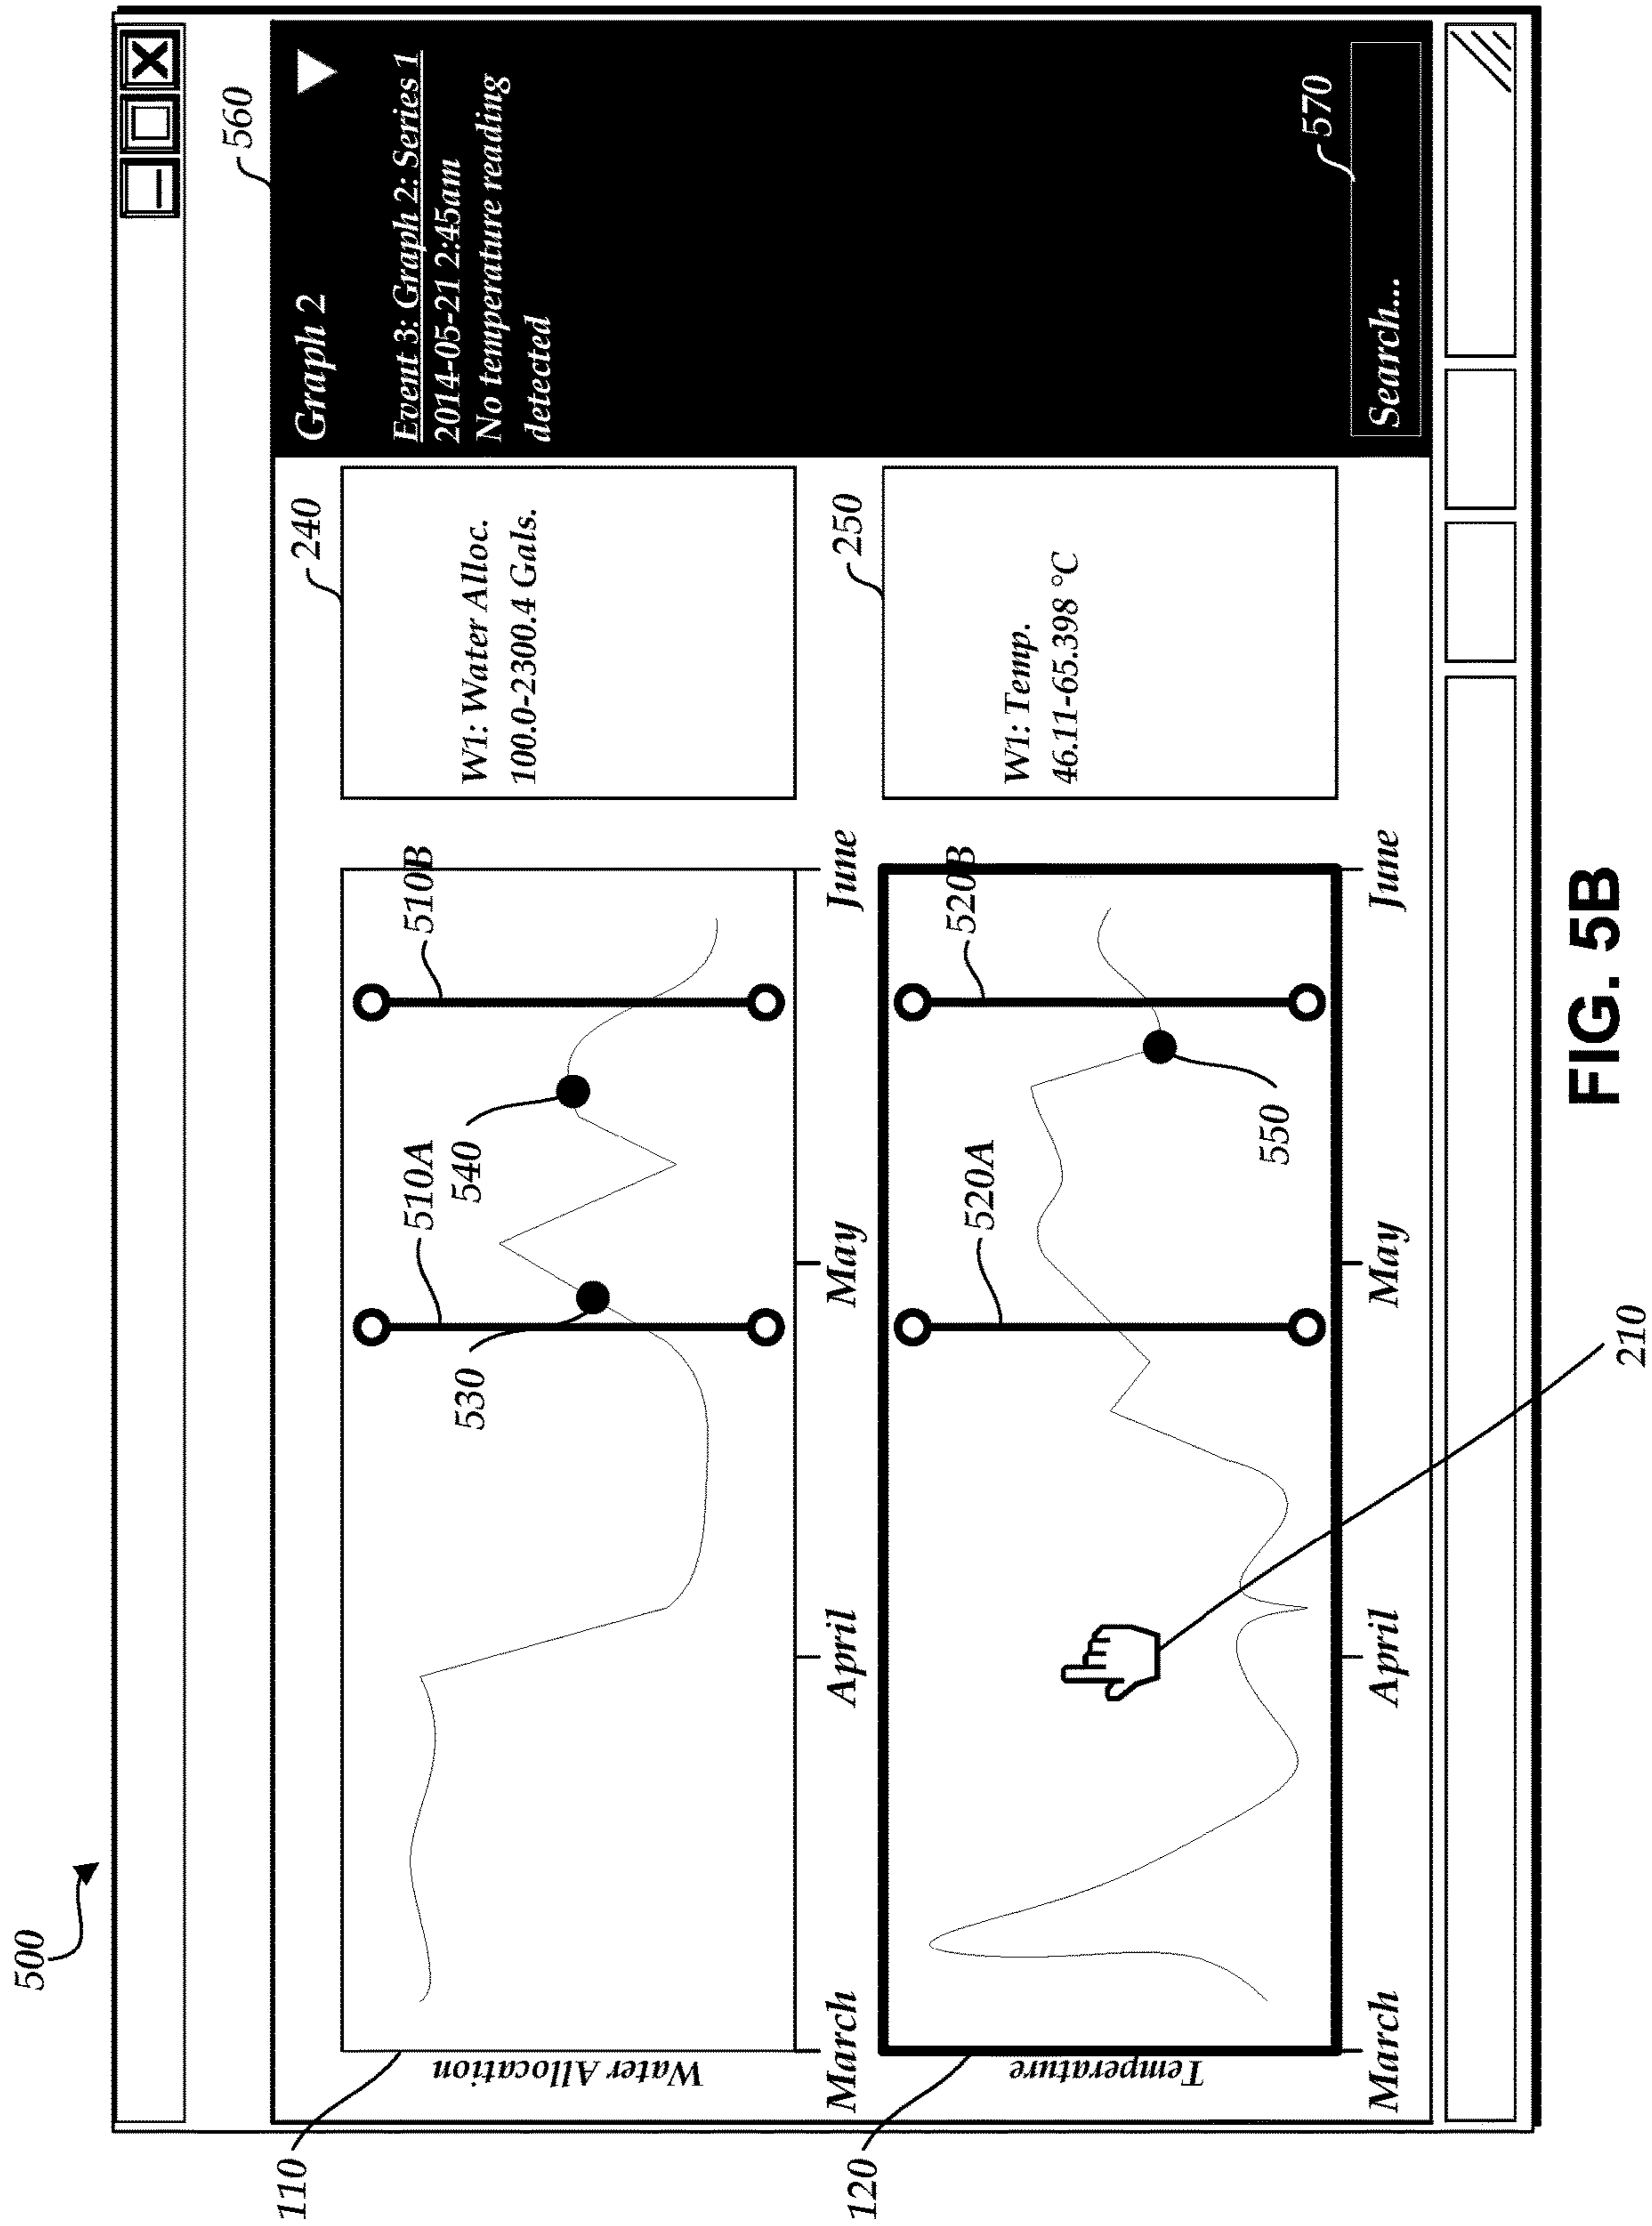 500
560
110
Water Allocation
530
510A
540
510B
March
April
May
June
240
W1: Water Alloc.
100.0-2300.4 Gals.
120
Temperature
520A
520B
550
210
March
April
May
June
250
W1: Temp.
46.11-65.398 °C
Graph 2
Event 3: Graph 2: Series 1
2014-05-21 2:45am
No temperature reading
detected
570
Search...
FIG. 5B